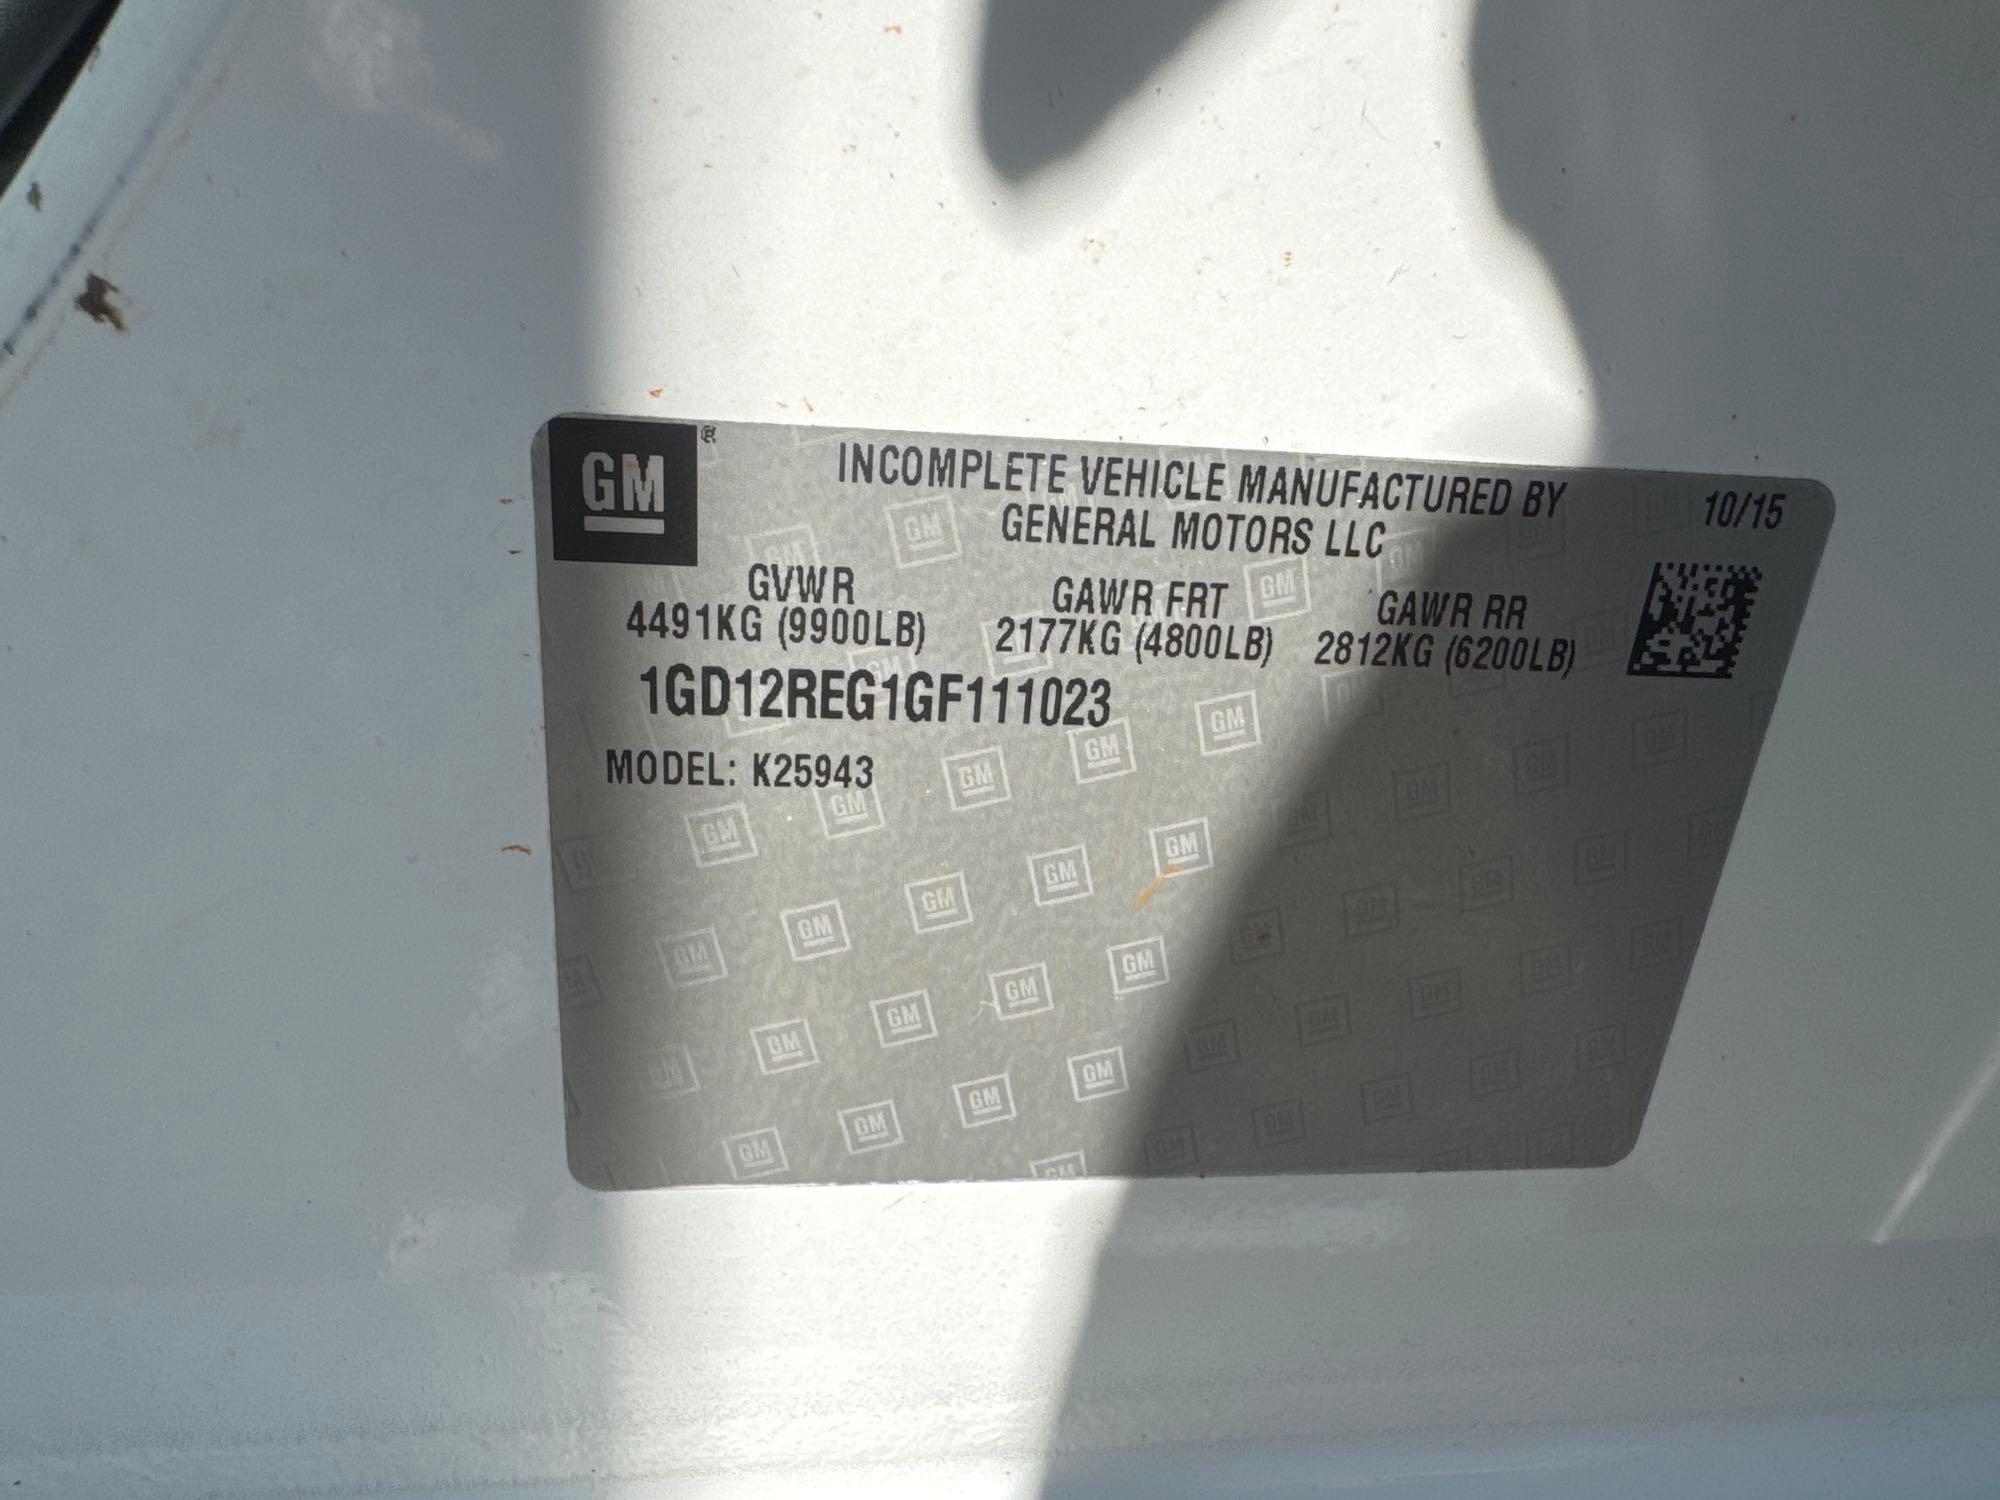 GM®
INCOMPLETE VEHICLE MANUFACTURED BY
GENERAL MOTORS LLC
10/15
GVWR
4491KG (9900LB)
GAWR FRT
2177KG (4800LB)
GAWR RR
2812KG (6200LB)
1GD12REG1GF111023
MODEL: K25943